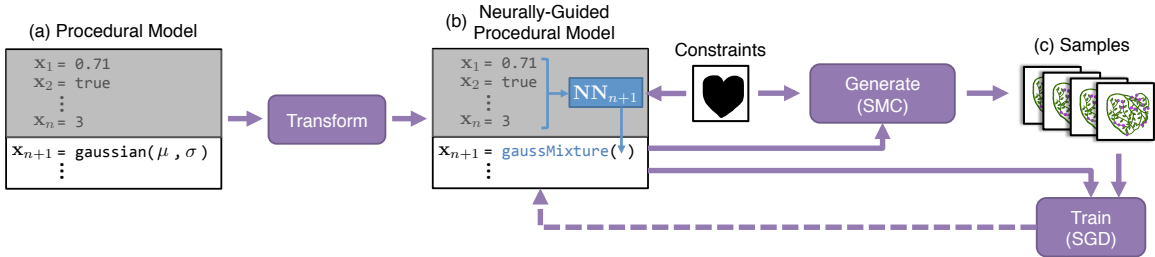 (a) Procedural Model
x₁ = 0.71
x₂ = true
⋮
xₙ = 3
xₙ₊₁ = gaussian(μ, σ)
⋮
Transform
(b) Neurally-Guided
Procedural Model
x₁ = 0.71
x₂ = true
⋮
xₙ = 3
NNₙ₊₁
xₙ₊₁ = gaussMixture( )
⋮
Constraints
Generate
(SMC)
(c) Samples
Train
(SGD)